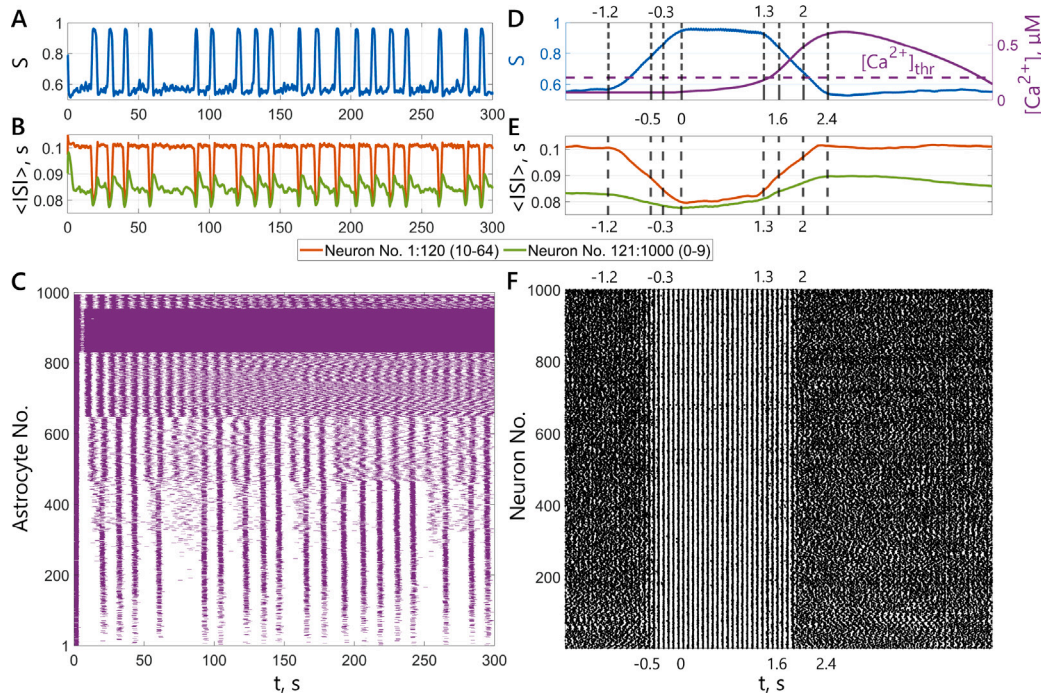 A
S
1
0.8
0.6
0 50 100 150 200 250 300
B
<ISI>, s
0.1
0.09
0.08
0 50 100 150 200 250 300
D
-1.2 -0.3 1.3 2
S
1
0.8
0.6
[Ca2+]thr
0.5
0
[Ca2+], μM
-0.5 0 1.6 2.4
E
<ISI>, s
0.1
0.09
0.08
-1.2 -0.3 1.3 2
Neuron No. 1:120 (10-64) Neuron No. 121:1000 (0-9)
C
Astrocyte No.
1000
800
600
400
200
1
0 50 100 150 200 250 300
t, s
F
-1.2 -0.3 1.3 2
Neuron No.
1000
800
600
400
200
-0.5 0 1.6 2.4
t, s